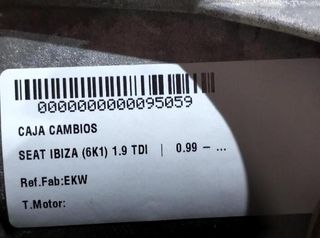 0000000000095059
CAJA CAMBIOS
SEAT IBIZA (6K1) 1.9 TDI | 0.99 – ...
Ref.Fab:EKW
T.Motor: